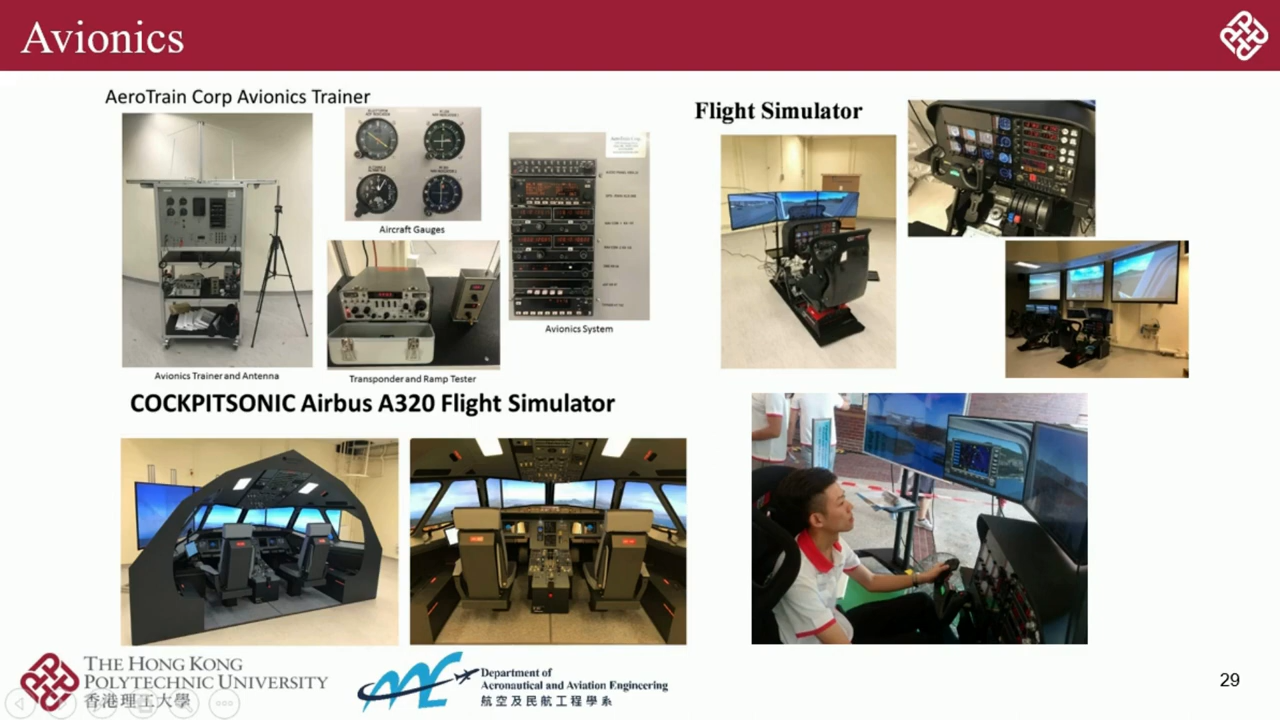 Avionics
AeroTrain Corp Avionics Trainer
Aircraft Gauges
Avionics Trainer and Antenna
Transponder and Ramp Tester
Avionics System
Flight Simulator
COCKPITSONIC Airbus A320 Flight Simulator
THE HONG KONG
POLYTECHNIC UNIVERSITY
香港理工大學
Department of
Aeronautical and Aviation Engineering
航空及民航工程學系
29